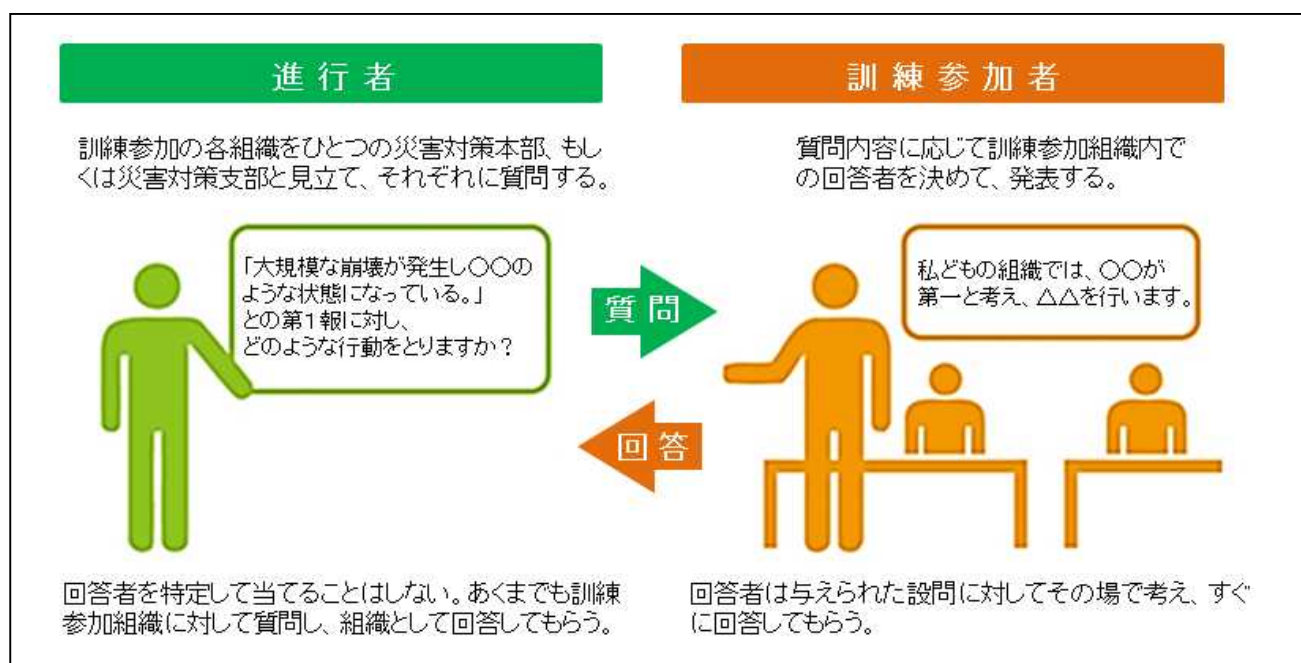 進行者
訓練参加者
訓練参加の各組織をひとつの災害対策本部、もし
くは災害対策支部と見立て、それぞれに質問する。
質問内容に応じて訓練参加組織内で
の回答者を決めて、発表する。
「大規模な崩壊が発生し〇〇の
ような状態になっている。」
との第1報に対し、
どのような行動をとりますか？
質問
私どもの組織では、〇〇が
第一と考え、△△を行います。
回答
回答者を特定して当てることはしない。あくまでも訓練
参加組織に対して質問し、組織として回答してもらう。
回答者は与えられた設問に対してその場で考え、すぐ
に回答してもらう。